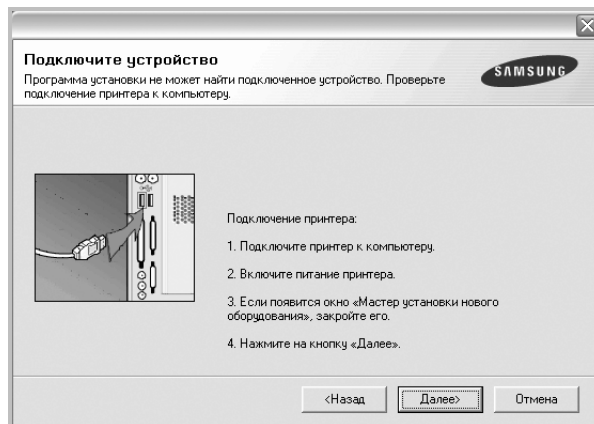 Подключите устройство
Программа установки не может найти подключенное устройство. Проверьте
подключение принтера к компьютеру.
SAMSUNG
Подключение принтера:
1. Подключите принтер к компьютеру.
2. Включите питание принтера.
3. Если появится окно «Мастер установки нового
оборудования», закройте его.
4. Нажмите на кнопку «Далее».
<Назад
Далее>
Отмена